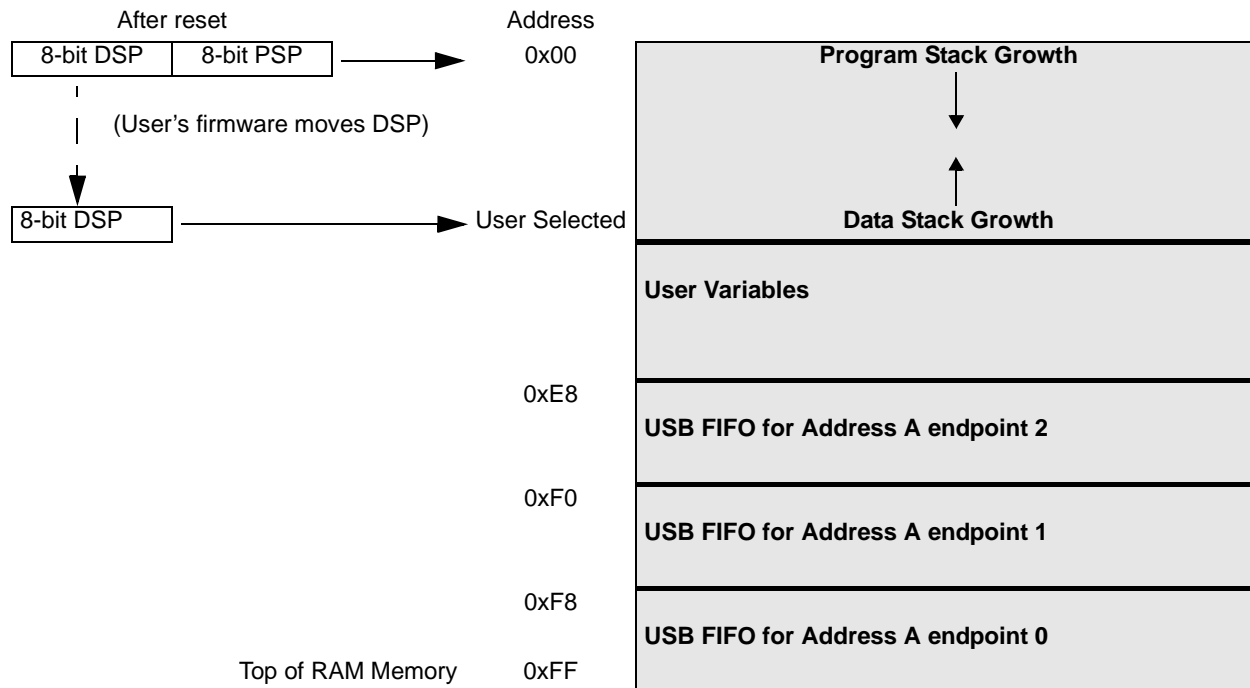 After reset
Address
8-bit DSP 8-bit PSP 0x00 Program Stack Growth
(User's firmware moves DSP)
8-bit DSP User Selected Data Stack Growth
User Variables
0xE8
USB FIFO for Address A endpoint 2
0xF0
USB FIFO for Address A endpoint 1
0xF8
USB FIFO for Address A endpoint 0
Top of RAM Memory 0xFF